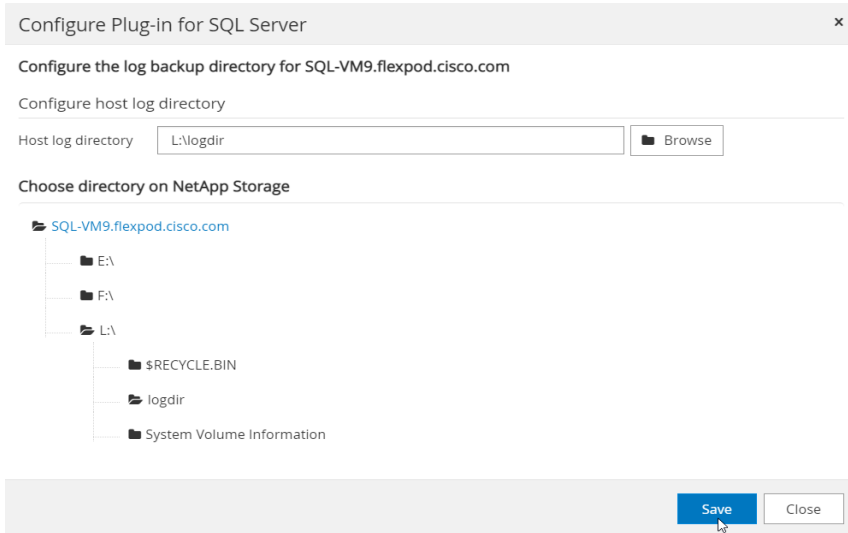 Configure Plug-in for SQL Server ×
Configure the log backup directory for SQL-VM9.flexpod.cisco.com
Configure host log directory
Host log directory L:\logdir Browse
Choose directory on NetApp Storage
SQL-VM9.flexpod.cisco.com
E:\
F:\
L:\
$RECYCLE.BIN
logdir
System Volume Information
Save Close